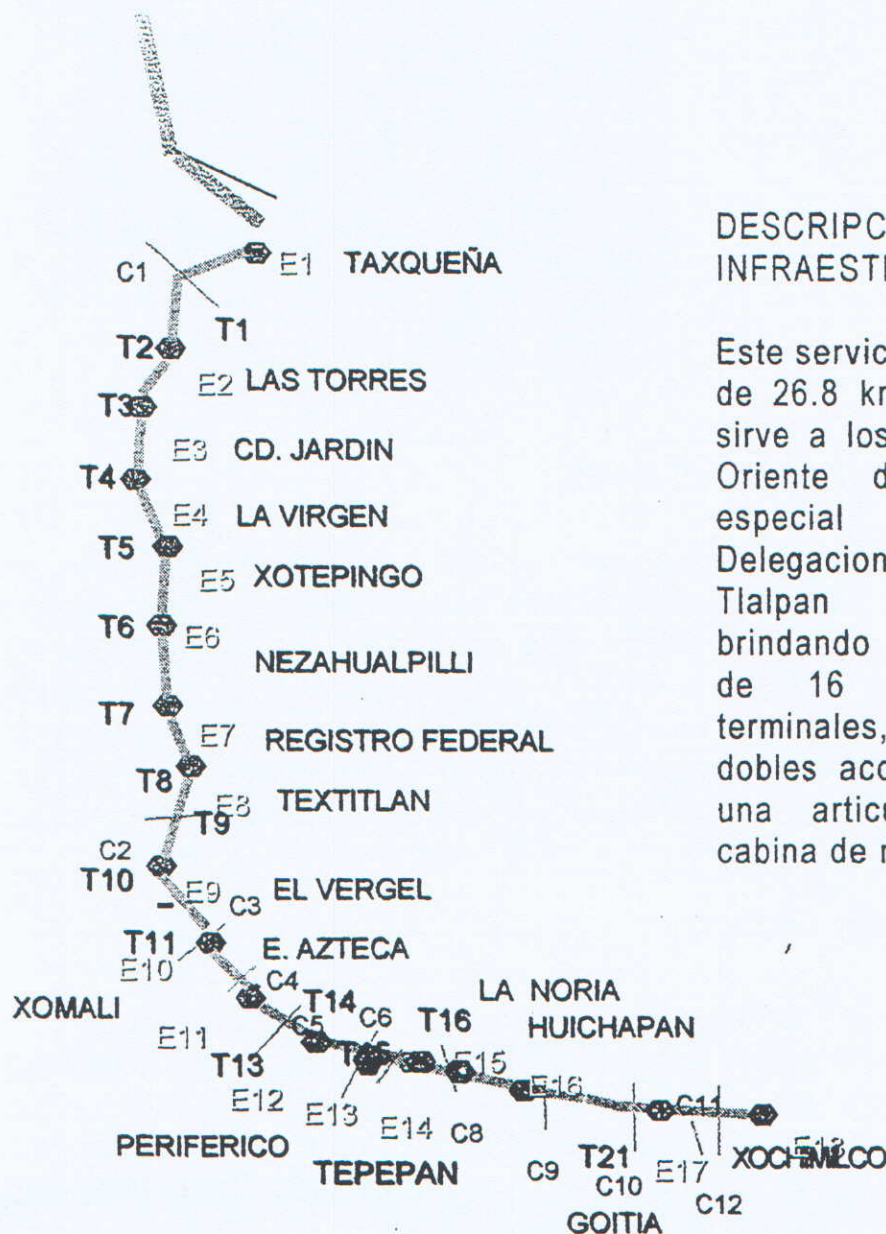 E1 TAXQUEÑA
C1
T1
T2
E2 LAS TORRES
T3
E3 CD. JARDIN
T4
E4 LA VIRGEN
T5
E5 XOTEPINGO
T6
E6
NEZAHUALPILLI
T7
E7 REGISTRO FEDERAL
T8
E8 TEXTITLAN
T9
C2
T10
E9 EL VERGEL
C3
T11 E. AZTECA
E10
C4
XOMALI
E11
T14
C5 C6 T16
LA NORIA
HUICHAPAN
T13
E12
E13
E14
E15
E16
C8
PERIFERICO
TEPEPAN
C9
T21
C10
GOITIA
E17
C11
C12
XOCHIMILCO
DESCRIPC
INFRAEST
Este servic
de 26.8 km
sirve a los
Oriente d
especial
Delegacion
Tlalpan
brindando
de 16
terminales,
dobles acc
una articu
cabina de r